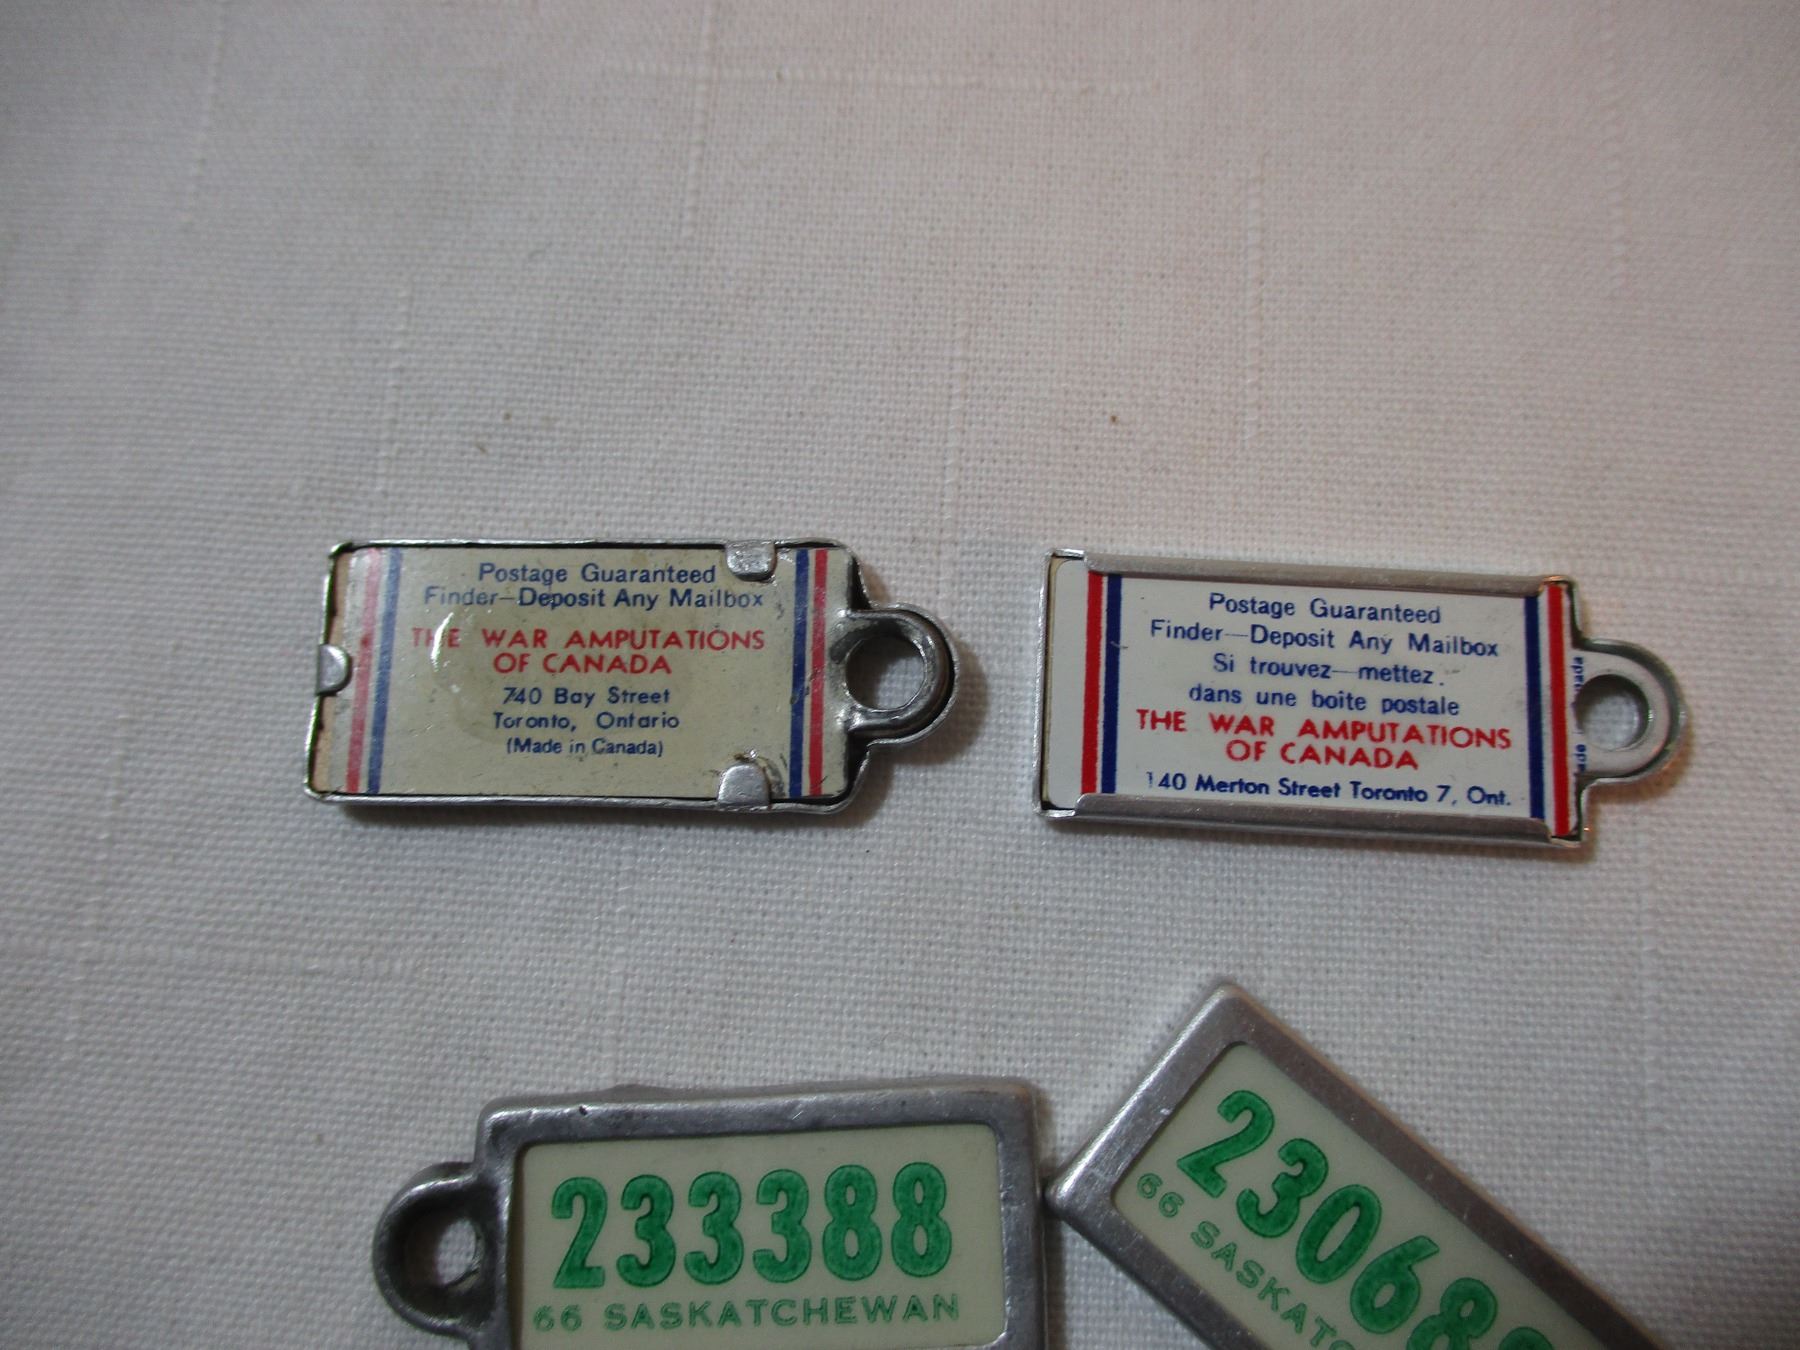 Postage Guaranteed
Finder—Deposit Any Mailbox
THE WAR AMPUTATIONS
OF CANADA
740 Bay Street
Toronto, Ontario
(Made in Canada)
Postage Guaranteed
Finder—Deposit Any Mailbox
Si trouvez—mettez.
dans une boite postale
THE WAR AMPUTATIONS
OF CANADA
140 Merton Street Toronto 7, Ont.
233388
66 SASKATCHEWAN
23068
66 SASKATC